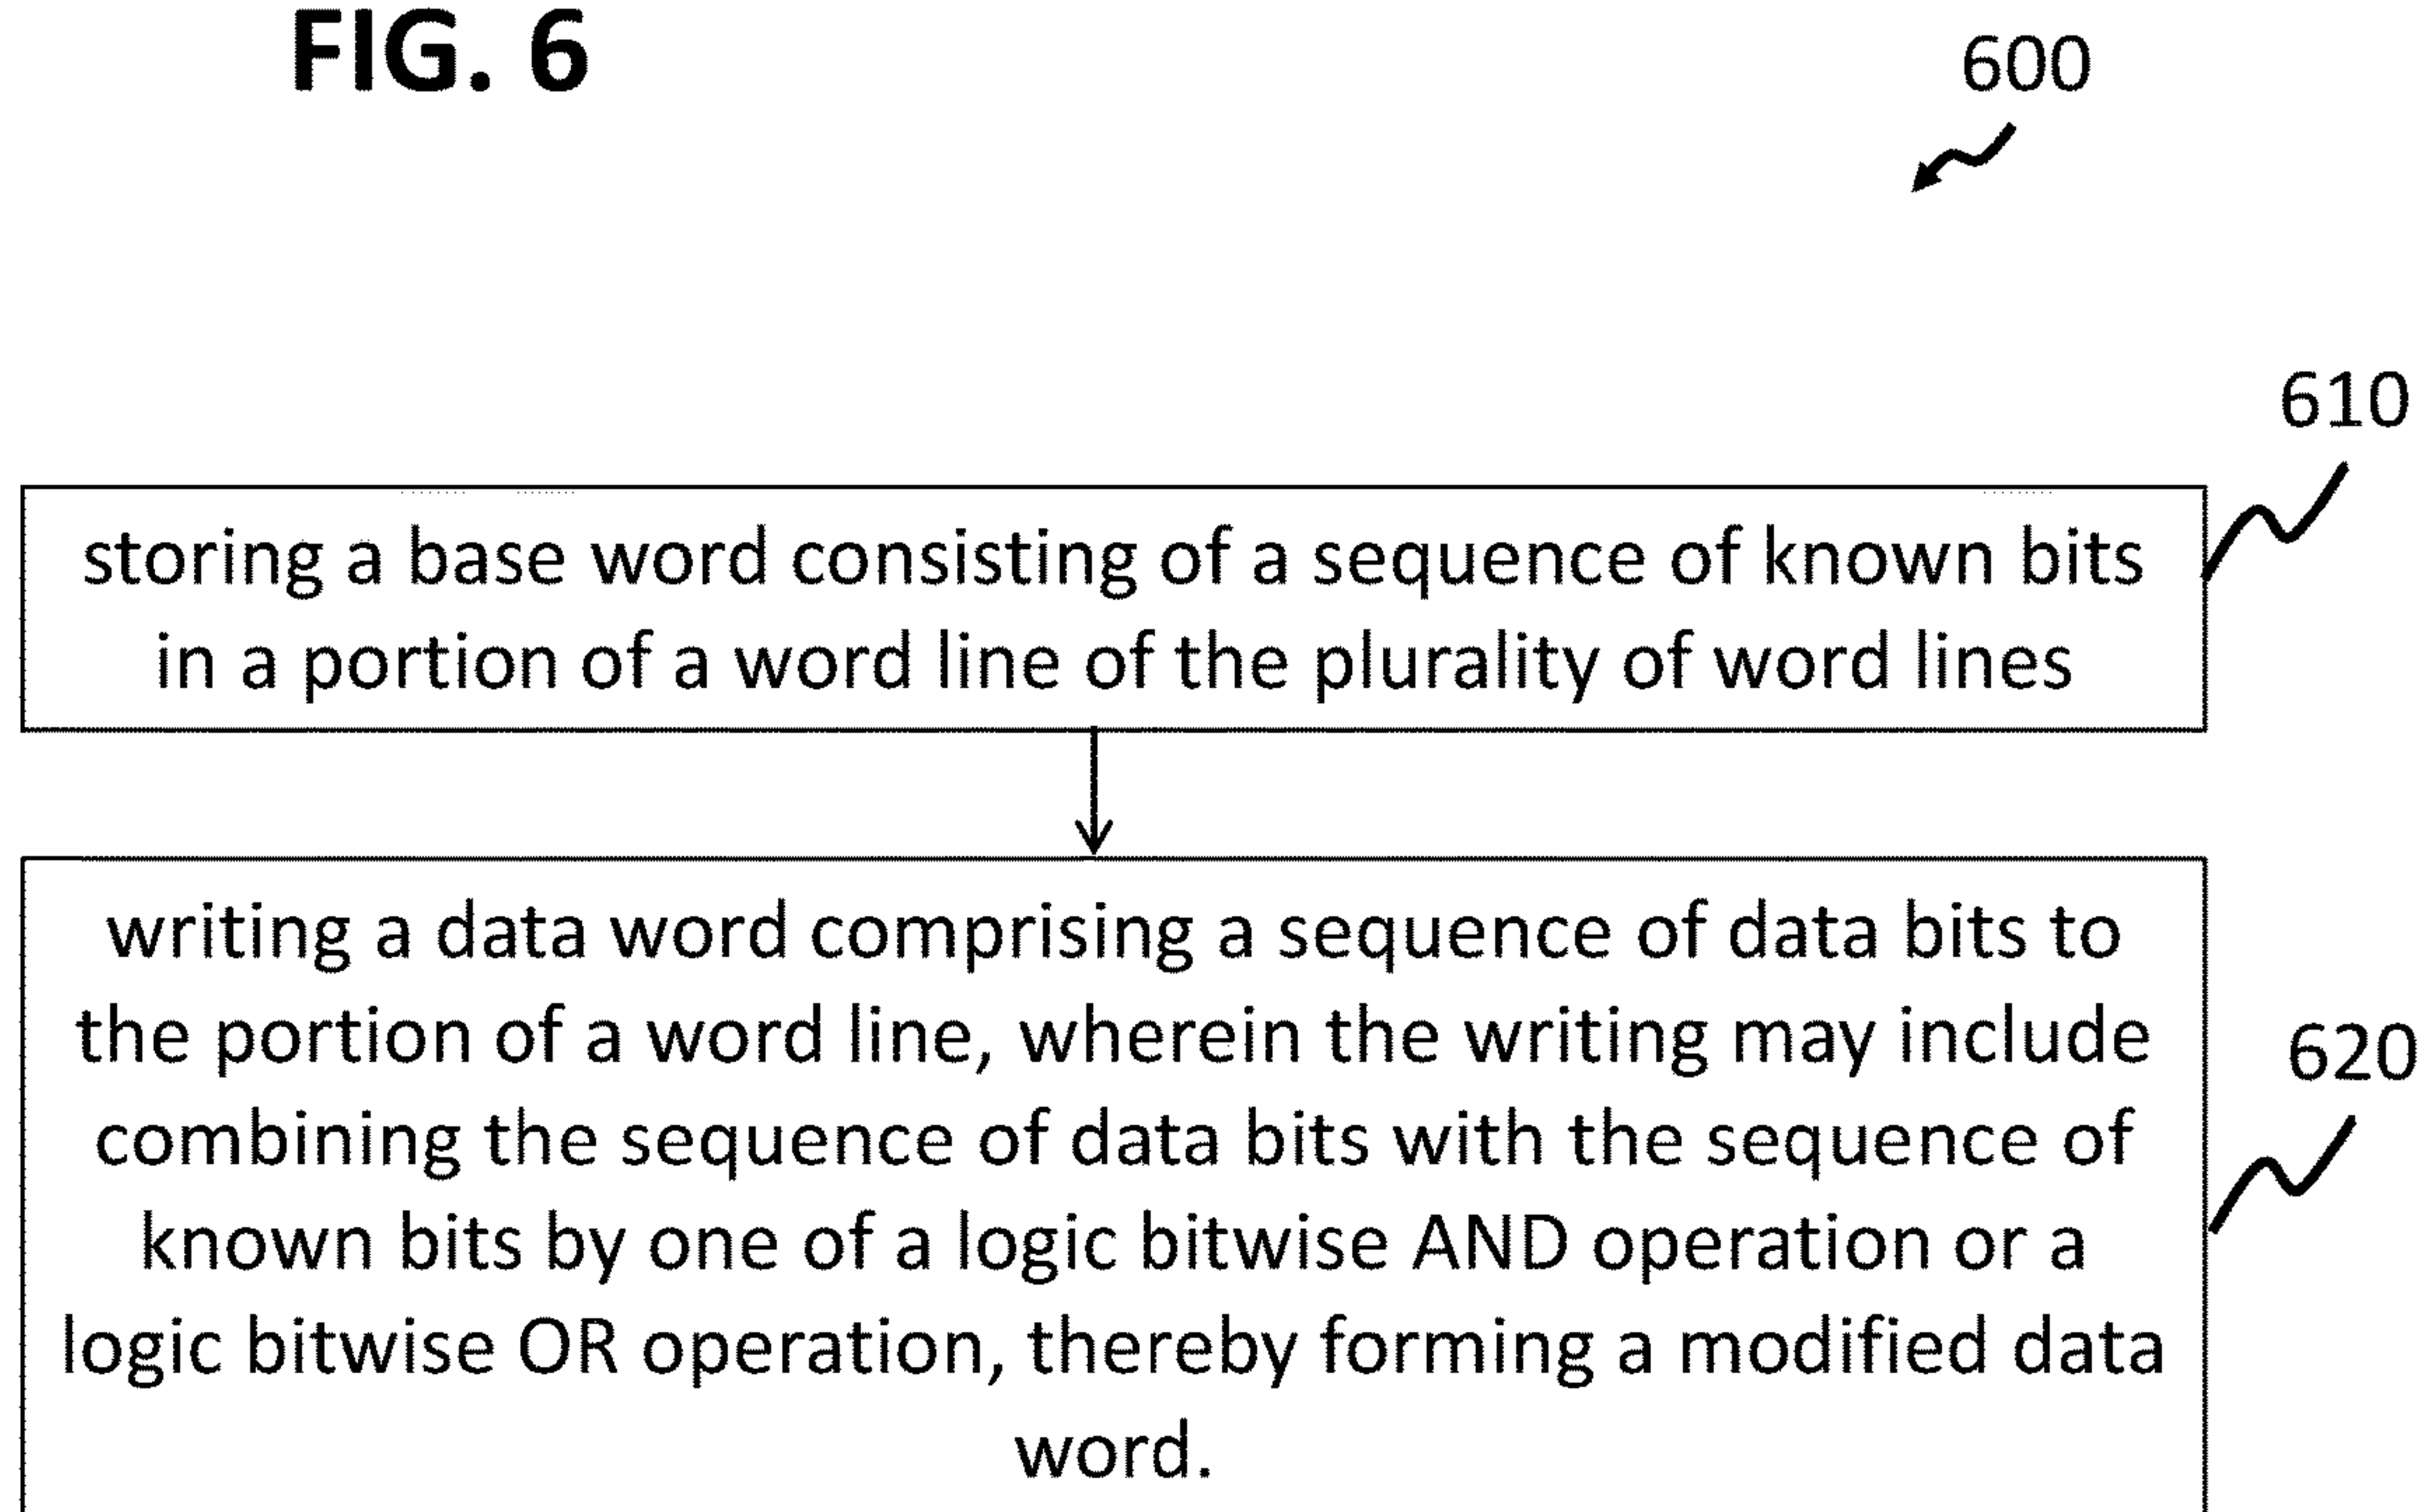 FIG. 6
600
610
storing a base word consisting of a sequence of known bits
in a portion of a word line of the plurality of word lines
writing a data word comprising a sequence of data bits to
the portion of a word line, wherein the writing may include
620
combining the sequence of data bits with the sequence of
known bits by one of a logic bitwise AND operation or a
logic bitwise OR operation, thereby forming a modified data
word.